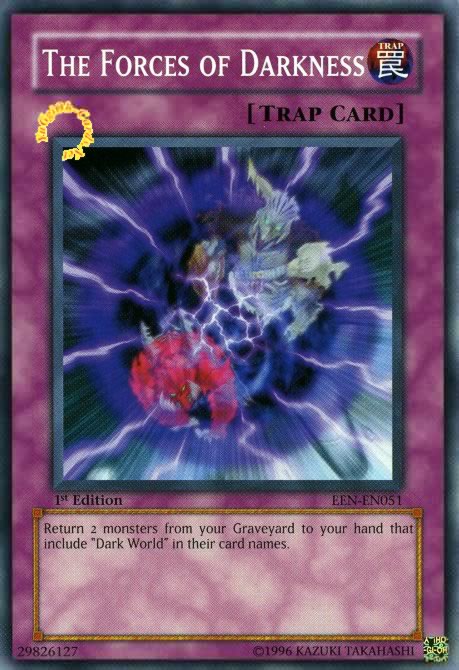 THE FORCES OF DARKNESS
TRAP
罠
[TRAP CARD]
1st Edition
EEN-EN051
Return 2 monsters from your Graveyard to your hand that
include "Dark World" in their card names.
29826127
©1996 KAZUKI TAKAHASHI